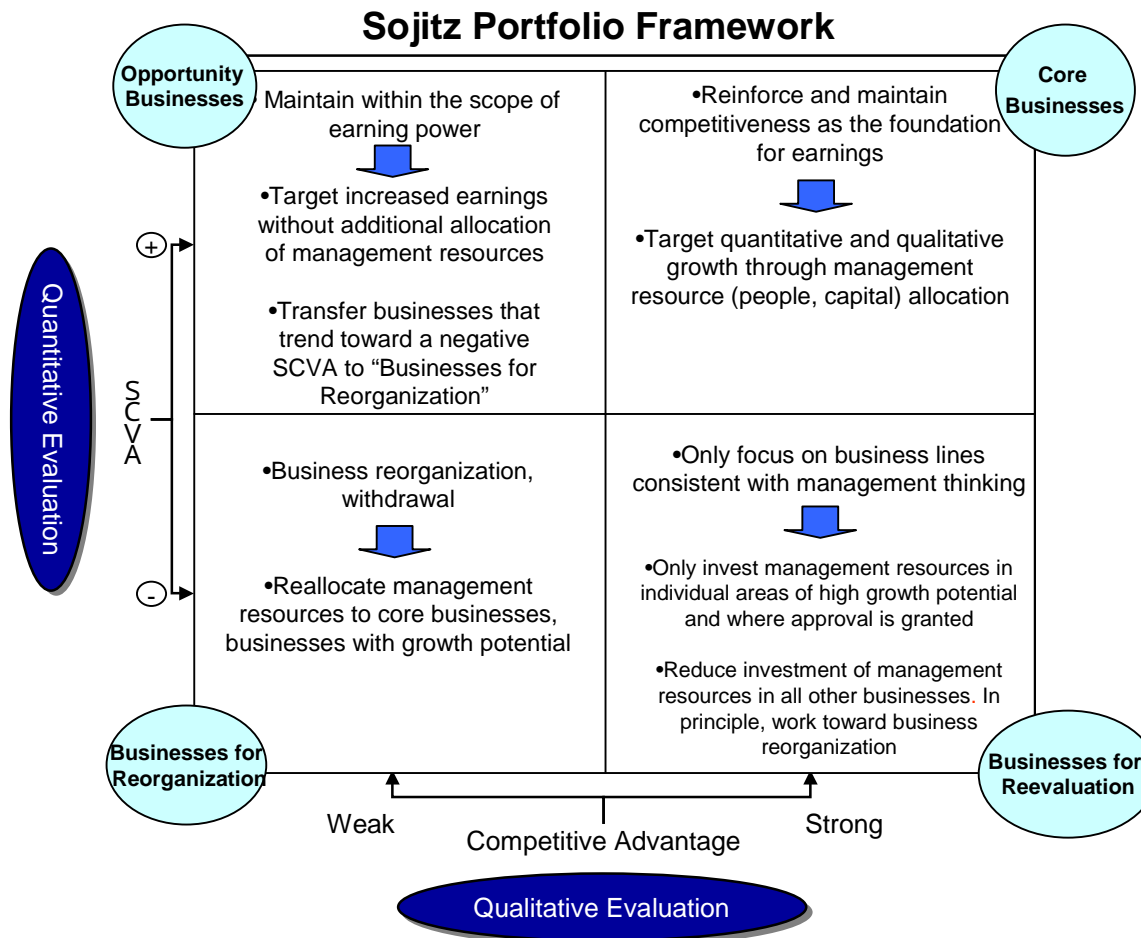 Sojitz Portfolio Framework
Opportunity
Businesses
• Maintain within the scope of
earning power
•Target increased earnings
without additional allocation
of management resources
•Transfer businesses that
trend toward a negative
SCVA to “Businesses for
Reorganization”
Core
Businesses
•Reinforce and maintain
competitiveness as the foundation
for earnings
•Target quantitative and qualitative
growth through management
resource (people, capital) allocation
Quantitative Evaluation
SCVA
+
-
•Business reorganization,
withdrawal
•Reallocate management
resources to core businesses,
businesses with growth potential
Businesses for
Reorganization
•Only focus on business lines
consistent with management thinking
•Only invest management resources in
individual areas of high growth potential
and where approval is granted
•Reduce investment of management
resources in all other businesses. In
principle, work toward business
reorganization
Businesses for
Reevaluation
Weak
Strong
Competitive Advantage
Qualitative Evaluation